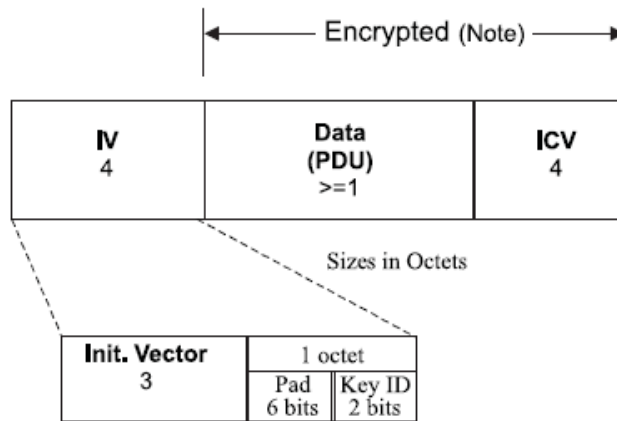 Encrypted (Note)
IV
4
Data
(PDU)
>=1
ICV
4
Sizes in Octets
Init. Vector
3
1 octet
Pad
6 bits
Key ID
2 bits